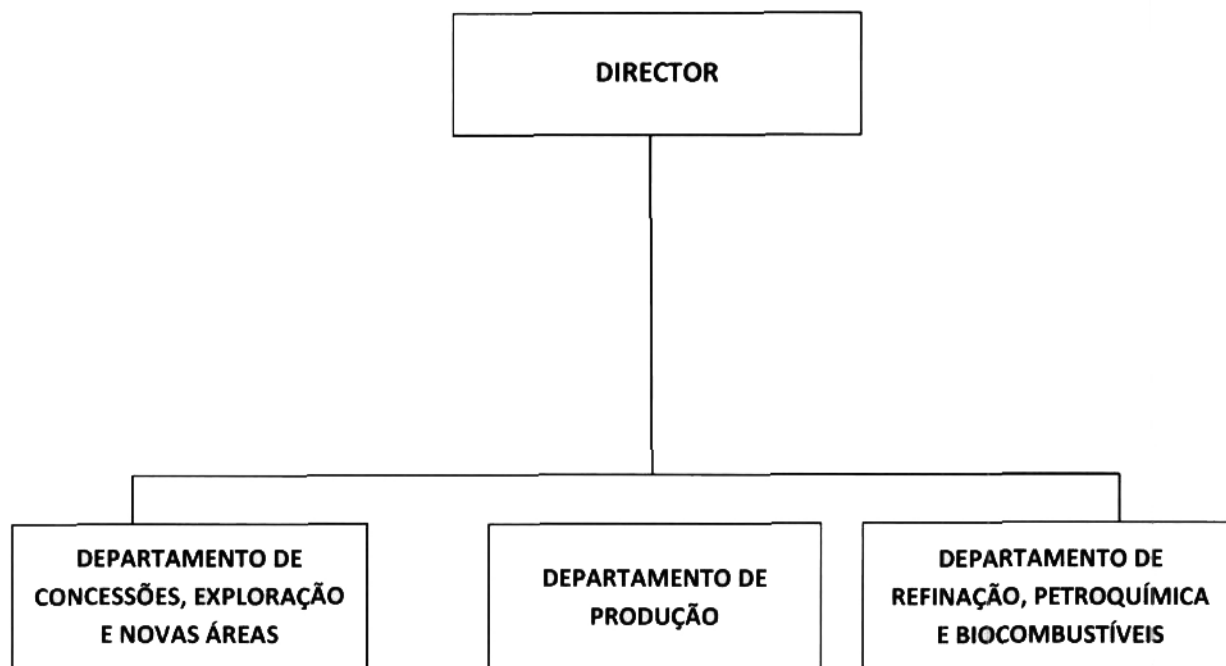 DIRECTOR
DEPARTAMENTO DE
CONCESSÕES, EXPLORAÇÃO
E NOVAS ÁREAS
DEPARTAMENTO DE
PRODUÇÃO
DEPARTAMENTO DE
REFINAÇÃO, PETROQUÍMICA
E BIOCOMBUSTÍVEIS